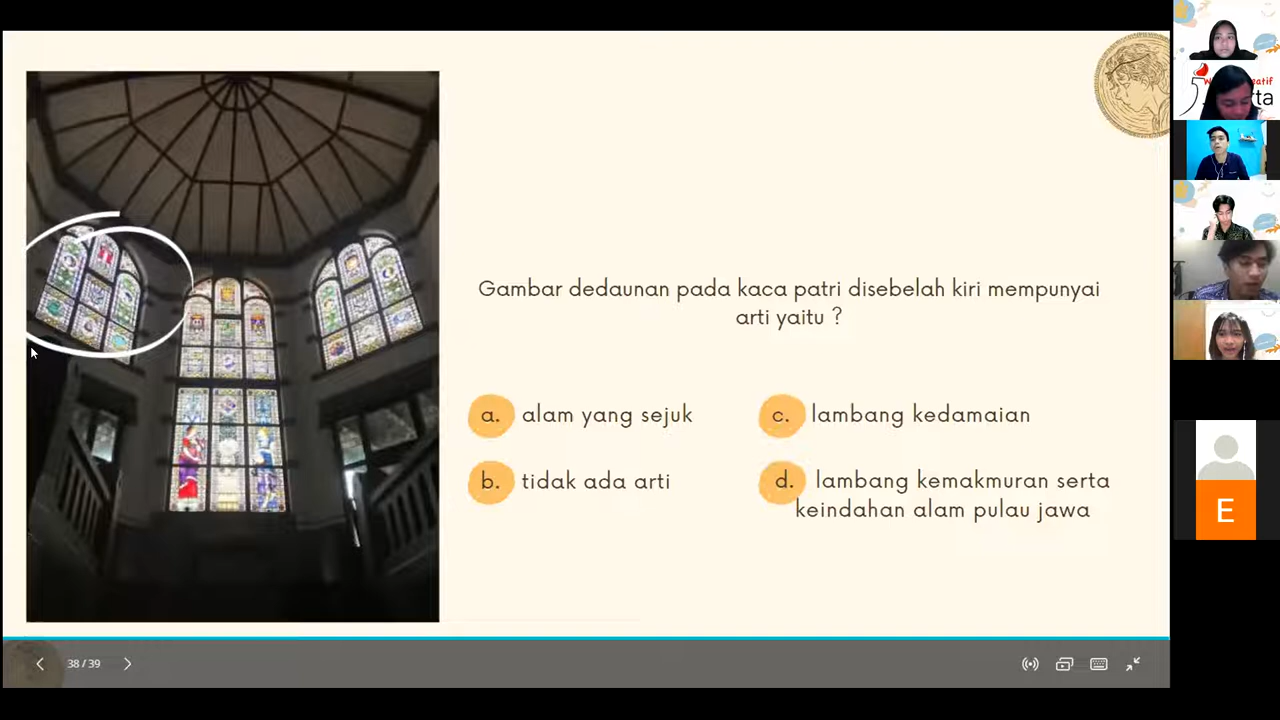 Gambar dedaunan pada kaca patri disebelah kiri mempunyai
arti yaitu ?
a. alam yang sejuk
c. lambang kedamaian
b. tidak ada arti
d. lambang kemakmuran serta
keindahan alam pulau jawa
38 / 39
E